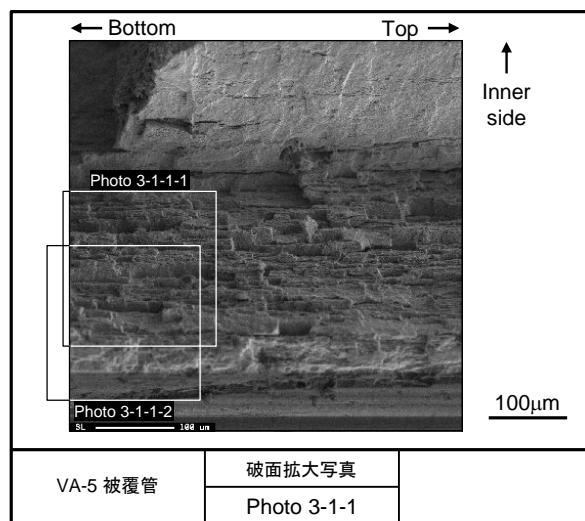 ← Bottom
Top →
Inner
side
Photo 3-1-1-1
Photo 3-1-1-2
SL
100 um
100μm
VA-5 被覆管
破面拡大写真
Photo 3-1-1